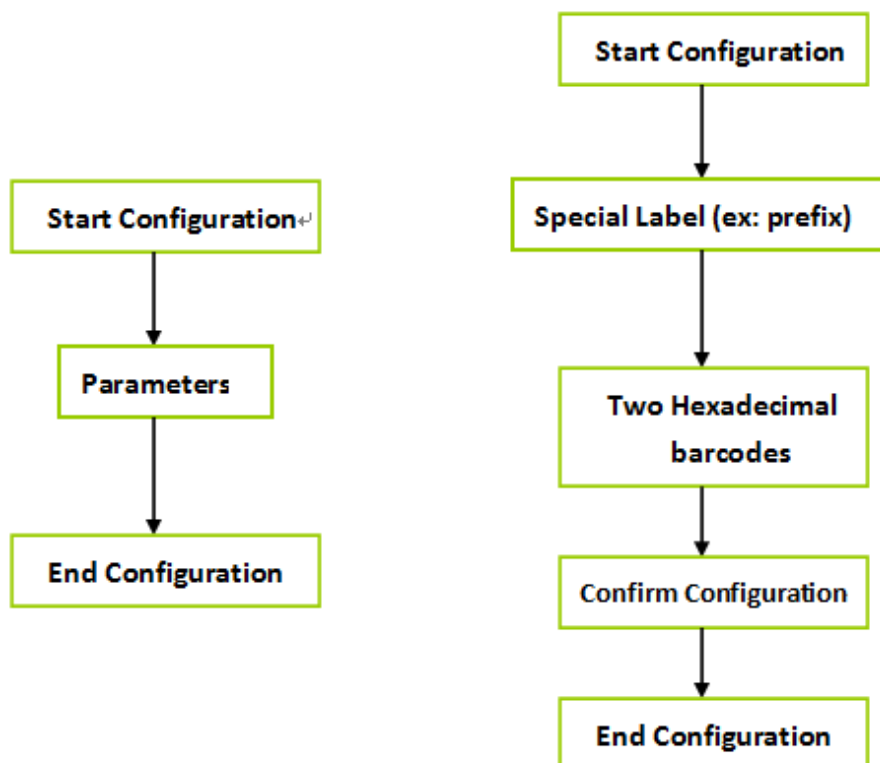 Start Configuration↵
Parameters
End Configuration
Start Configuration
Special Label (ex: prefix)
Two Hexadecimal
barcodes
Confirm Configuration
End Configuration